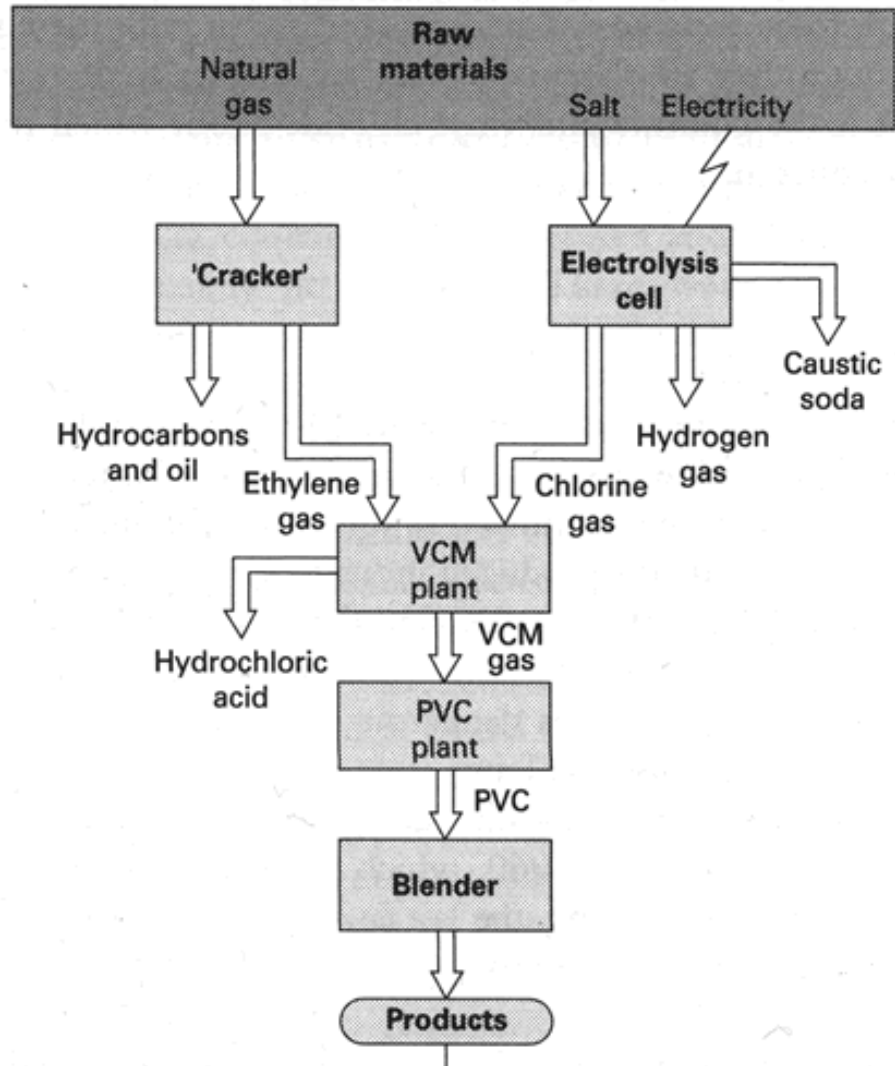 Raw
materials
Natural
gas
Salt
Electricity
'Cracker'
Electrolysis
cell
Caustic
soda
Hydrocarbons
and oil
Ethylene
gas
Chlorine
gas
Hydrogen
gas
VCM
plant
Hydrochloric
acid
VCM
gas
PVC
plant
PVC
Blender
Products